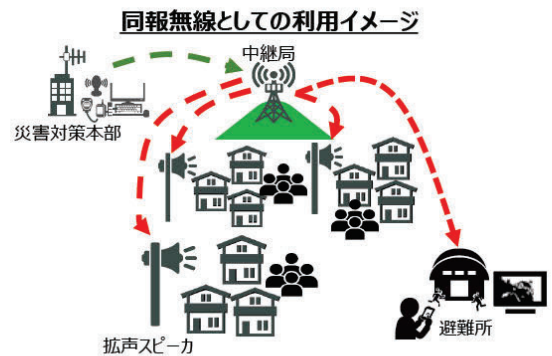 同報無線としての利用イメージ
中継局
災害対策本部
拡声スピーカ
避難所